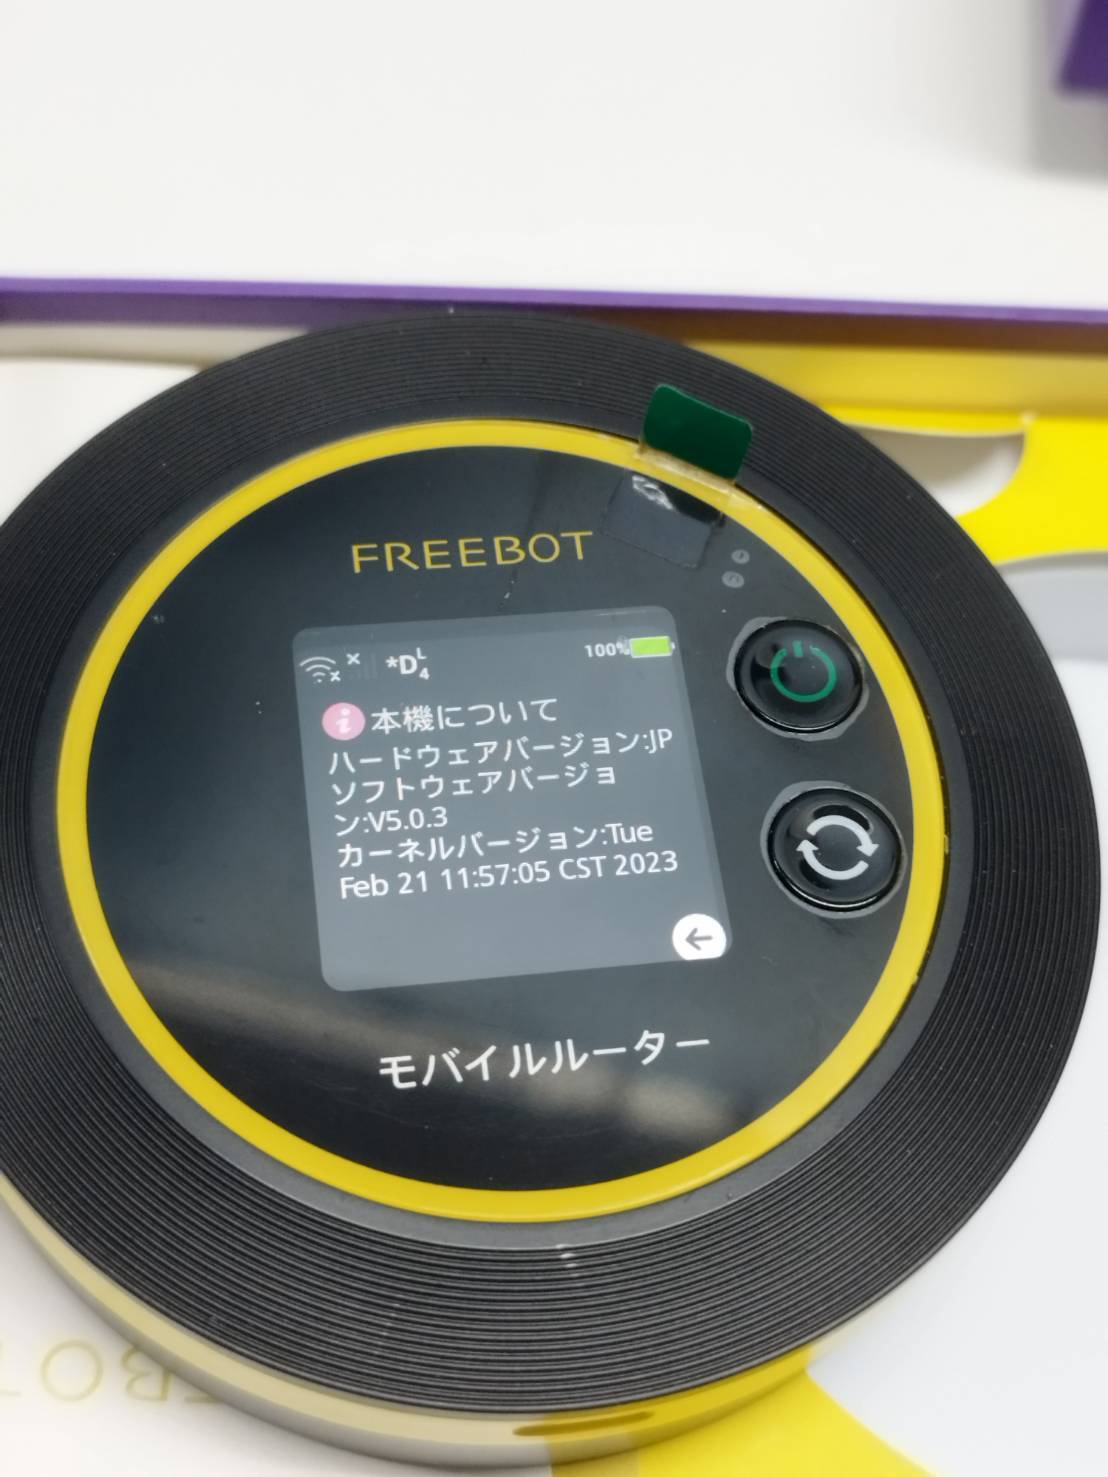 FREEBOT
*D L4
100%
本機について
ハードウェアバージョン:JP
ソフトウェアバージョ
ン:V5.0.3
カーネルバージョン:Tue
Feb 21 11:57:05 CST 2023
モバイルルーター